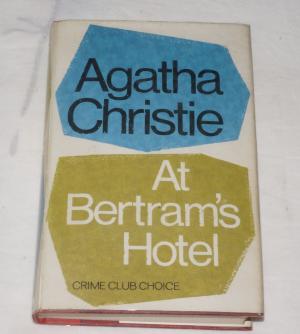 Agatha
Christie
At
Bertram's
Hotel
CRIME CLUB CHOICE